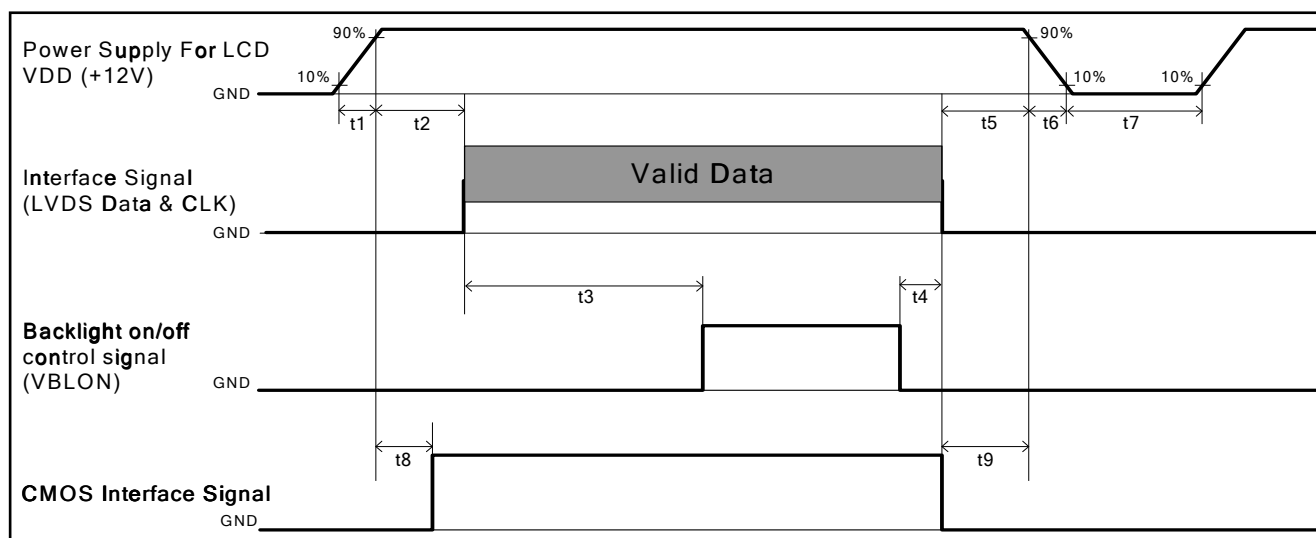 Power Supply For LCD
VDD (+12V)
90%
90%
10%
10%
10%
GND
t1
t2
t5
t6
t7
Interface Signal
(LVDS Data & CLK)
Valid Data
GND
t3
t4
Backlight on/off
control signal
(VBLON)
GND
t8
t9
CMOS Interface Signal
GND